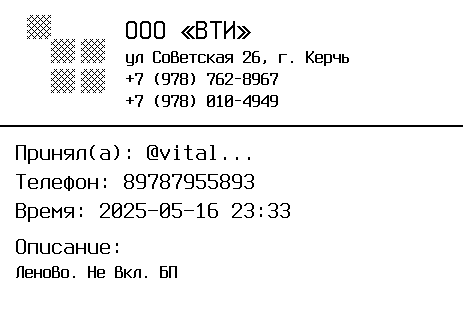 ООО «ВТИ»
ул Советская 26, г. Керчь
+7 (978) 762-8967
+7 (978) 010-4949
Принял(а): @vital...
Телефон: 89787955893
Время: 2025-05-16 23:33
Описание:
Леново. Не Вкл. БП